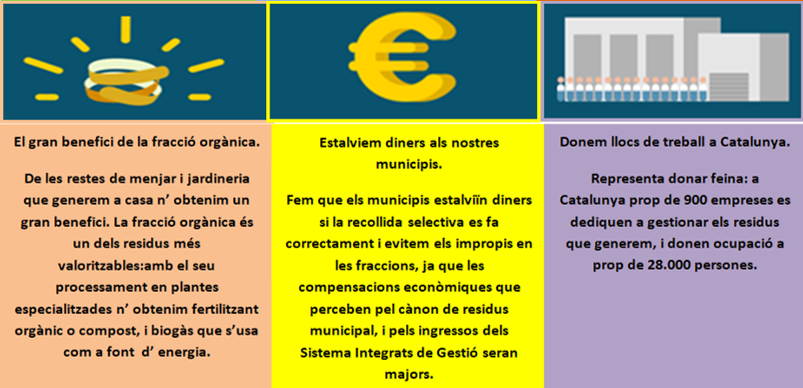 El gran benefici de la fracció orgànica.
De les restes de menjar i jardineria
que generem a casa n’ obtenim un
gran benefici. La fracció orgànica és
un dels residus més
valoritzables:amb el seu
processament en plantes
especialitzades n’ obtenim fertilitzant
orgànic o compost, i biogàs que s’usa
com a font d’ energia.
Estalviem diners als nostres
municipis.
Fem que els municipis estalviïn diners
si la recollida selectiva es fa
correctament i evitem els impropis en
les fraccions, ja que les
compensacions econòmiques que
perceben pel cànon de residus
municipal, i pels ingressos dels
Sistema Integrats de Gestió seran
majors.
Donem llocs de treball a Catalunya.
Representa donar feina: a
Catalunya prop de 900 empreses es
dediquen a gestionar els residus
que generem, i donen ocupació a
prop de 28.000 persones.